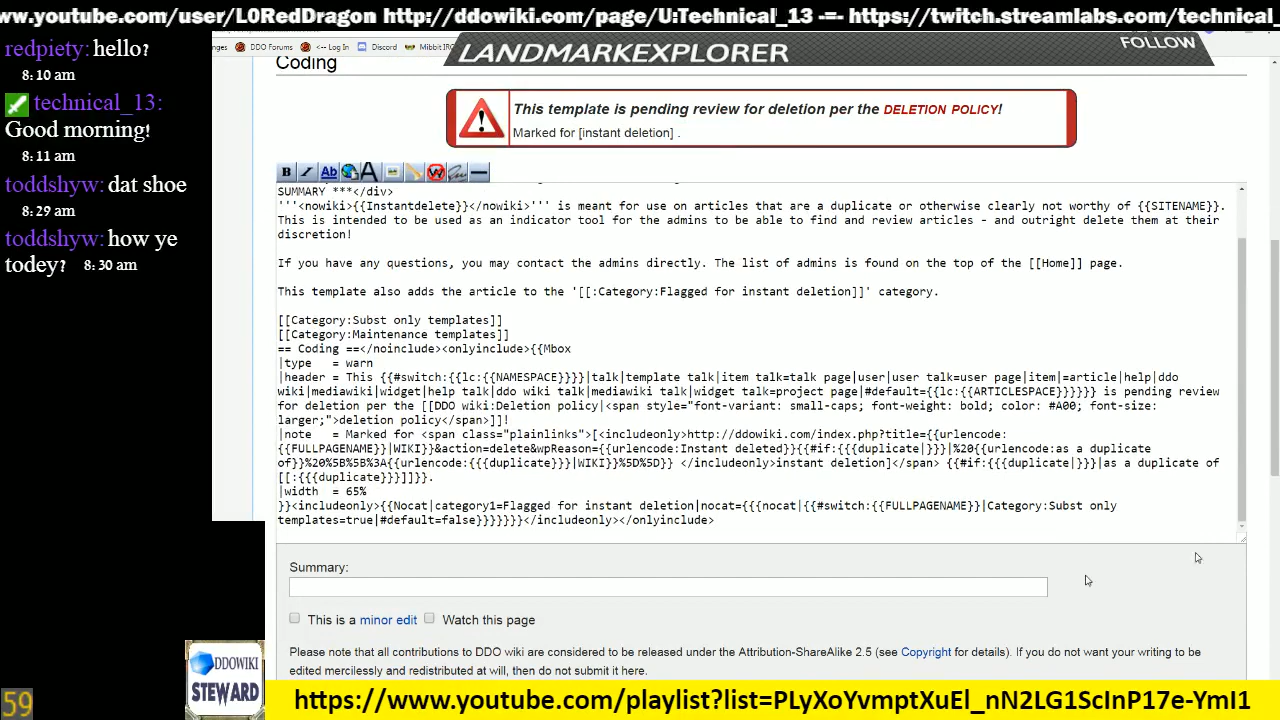 ww.youtube.com/user/L0RedDragon http://ddowiki.com/page/U:Technical_13 -=- https://twitch.streamlabs.com/technical_
redpiety: hello?
8:10 am
technical_13:
Good morning!
8:11 am
toddshyw: dat shoe
8:29 am
toddshyw: how ye
todey? 8:30 am
nges DDO Forums <-- Log In Discord Mibbit IRC
LANDMARKEXPLORER
FOLLOW
Coding
This template is pending review for deletion per the DELETION POLICY!
Marked for [instant deletion] .
B I Ab A W
SUMMARY ***</div>
'''<nowiki>{{Instantdelete}}</nowiki>''' is meant for use on articles that are a duplicate or otherwise clearly not worthy of {{SITENAME}}.
This is intended to be used as an indicator tool for the admins to be able to find and review articles - and outright delete them at their
discretion!
If you have any questions, you may contact the admins directly. The list of admins is found on the top of the [[Home]] page.
This template also adds the article to the '[[:Category:Flagged for instant deletion]]' category.
[[Category:Subst only templates]]
[[Category:Maintenance templates]]
== Coding ==</noinclude><onlyinclude>{{Mbox
|type   = warn
|header = This {{#switch:{{lc:{{NAMESPACE}}}}|talk|template talk|item talk=talk page|user|user talk=user page|item|=article|help|ddo
wiki|mediawiki|widget|help talk|ddo wiki talk|mediawiki talk|widget talk=project page|#default={{lc:{{ARTICLESPACE}}}}}} is pending review
for deletion per the [[DDO wiki:Deletion policy|<span style="font-variant: small-caps; font-weight: bold; color: #A00; font-size:
larger;">deletion policy</span>]]!
|note   = Marked for <span class="plainlinks">[<includeonly>http://ddowiki.com/index.php?title={{urlencode:
{{FULLPAGENAME}}|WIKI}}&action=delete&wpReason={{urlencode:Instant deleted}}{{#if:{{{duplicate|}}}|%20{{urlencode:as a duplicate
of}}%20%5B%5B%3A{{urlencode:{{{duplicate}}}|WIKI}}%5D%5D}} </includeonly>instant deletion]</span> {{#if:{{{duplicate|}}}|as a duplicate of
[[:{{{duplicate}}}]]}}.
|width  = 65%
}}<includeonly>{{Nocat|category1=Flagged for instant deletion|nocat={{{nocat|{{#switch:{{FULLPAGENAME}}|Category:Subst only
templates=true|#default=false}}}}}}}</includeonly></onlyinclude>
Summary:
This is a minor edit Watch this page
Please note that all contributions to DDO wiki are considered to be released under the Attribution-ShareAlike 2.5 (see Copyright for details). If you do not want your writing to be
edited mercilessly and redistributed at will, then do not submit it here.
DDOWIKI
STEWARD
59
https://www.youtube.com/playlist?list=PLyXoYvmptXuEl_nN2LG1ScInP17e-YmI1